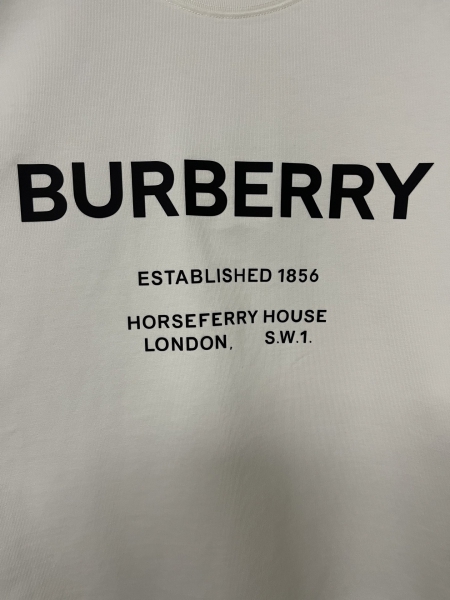 BURBERRY
ESTABLISHED 1856
HORSEFERRY HOUSE
LONDON, S.W.1.